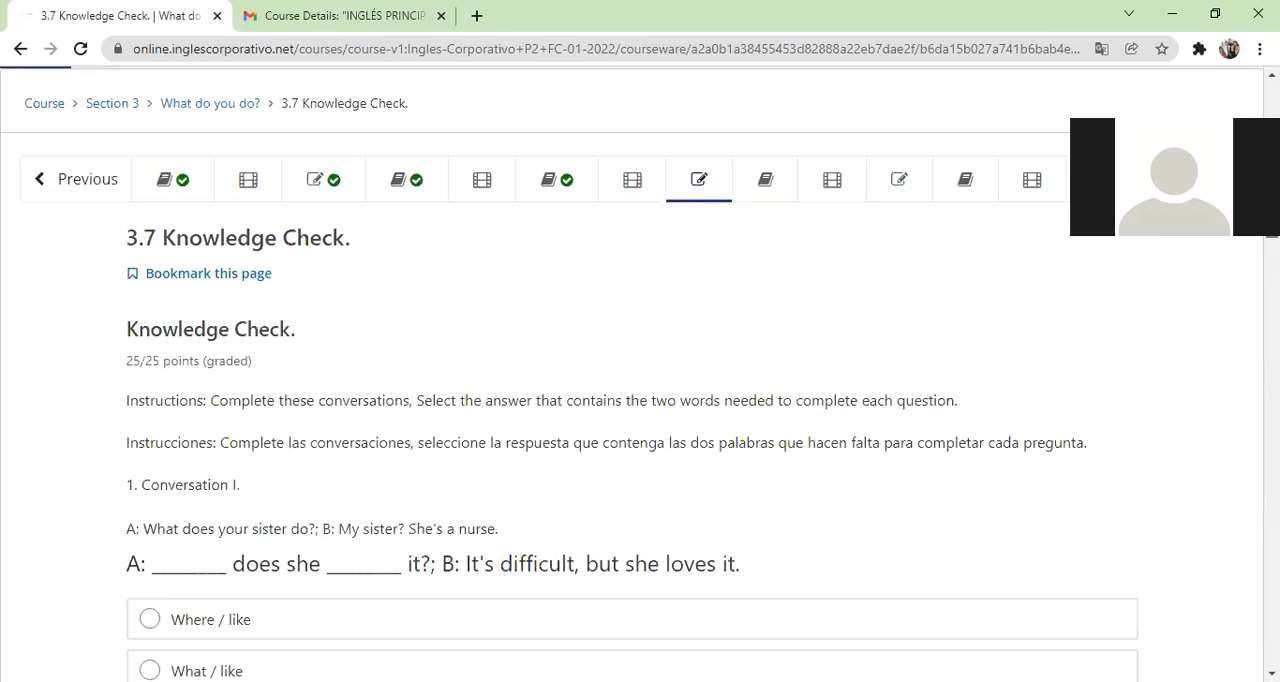 3.7 Knowledge Check. | What do
Course Details: "INGLÉS PRINCIP
online.inglescorporativo.net/courses/course-v1:Ingles-Corporativo+P2+FC-01-2022/courseware/a2a0b1a38455453d82888a22eb7dae2f/b6da15b027a741b6bab4e...
Course > Section 3 > What do you do? > 3.7 Knowledge Check.
Previous
3.7 Knowledge Check.
Bookmark this page
Knowledge Check.
25/25 points (graded)
Instructions: Complete these conversations, Select the answer that contains the two words needed to complete each question.
Instrucciones: Complete las conversaciones, seleccione la respuesta que contenga las dos palabras que hacen falta para completar cada pregunta.
1. Conversation I.
A: What does your sister do?; B: My sister? She's a nurse.
A: _______ does she _______ it?; B: It's difficult, but she loves it.
Where / like
What / like